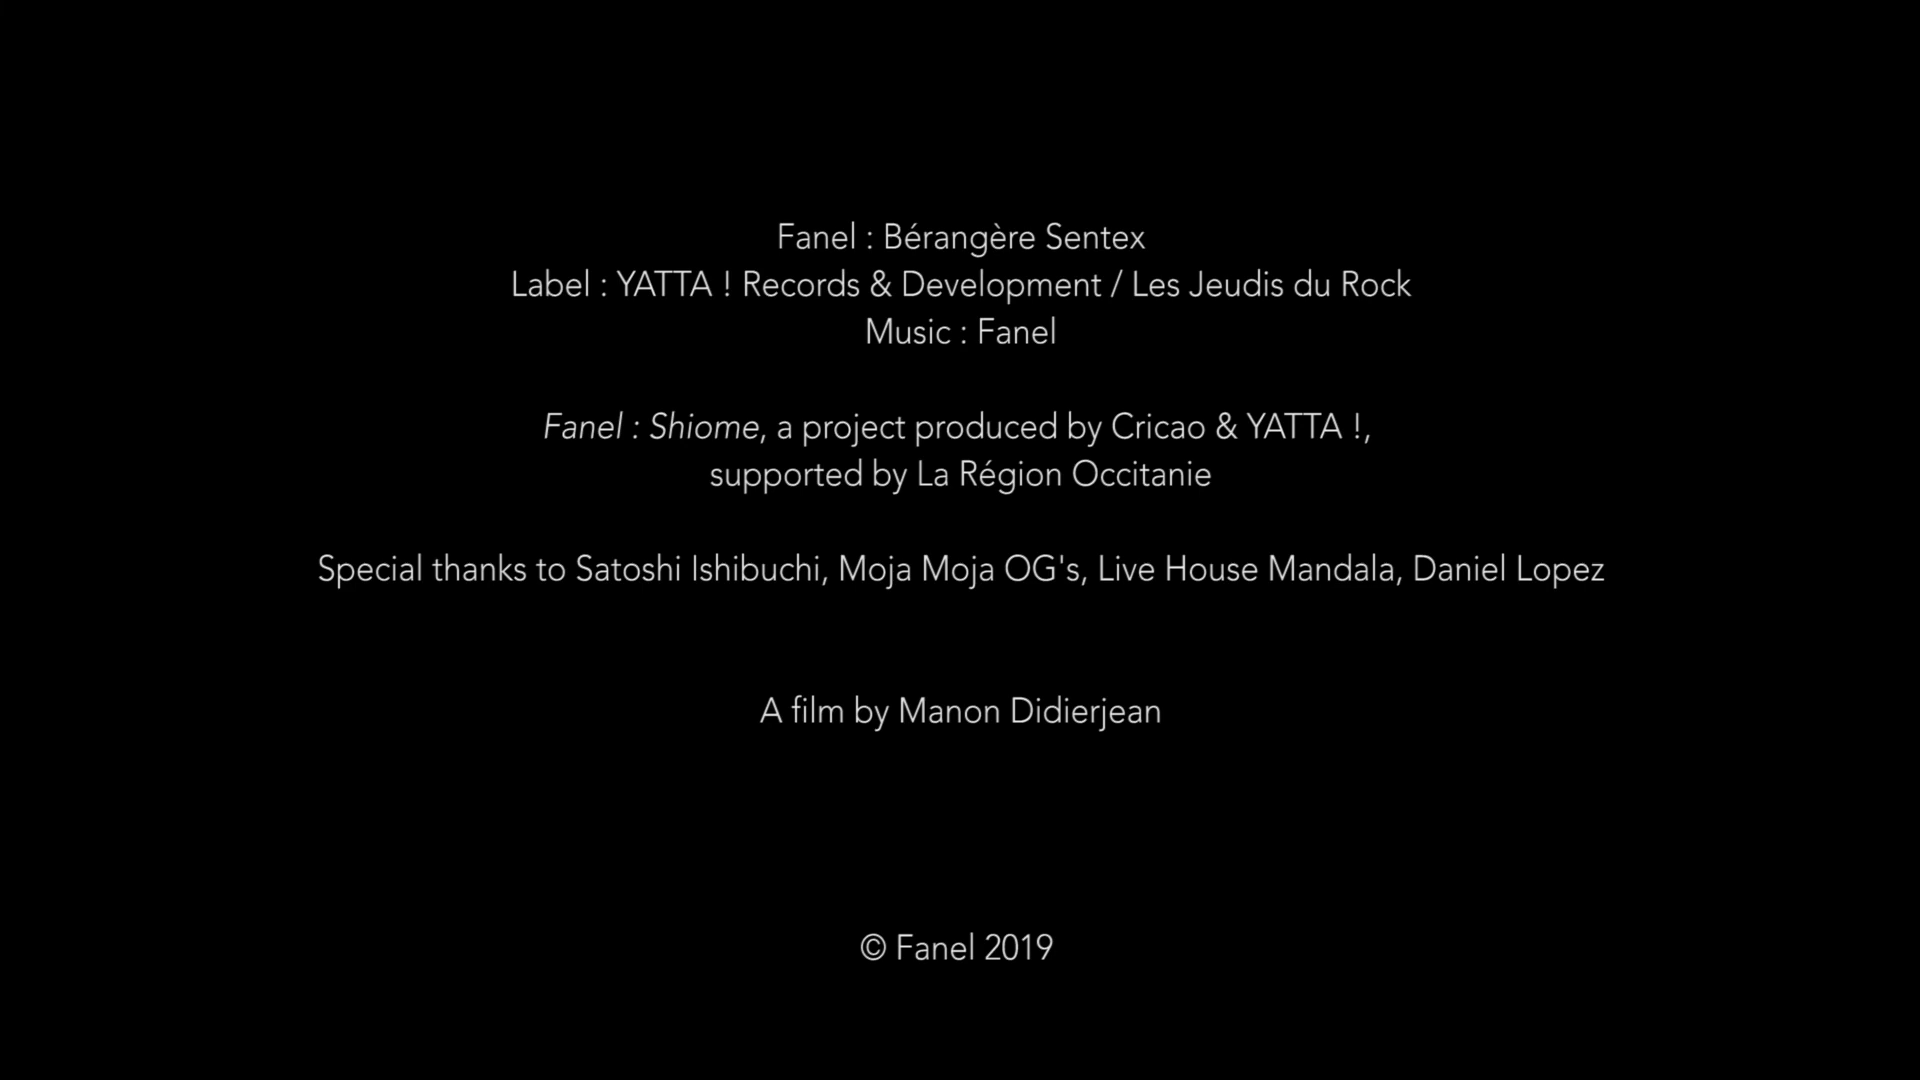 Fanel : Bérangère Sentex
Label : YATTA ! Records & Development / Les Jeudis du Rock
Music : Fanel
Fanel : Shiome, a project produced by Cricao & YATTA !,
supported by La Région Occitanie
Special thanks to Satoshi Ishibuchi, Moja Moja OG's, Live House Mandala, Daniel Lopez
A film by Manon Didierjean
© Fanel 2019